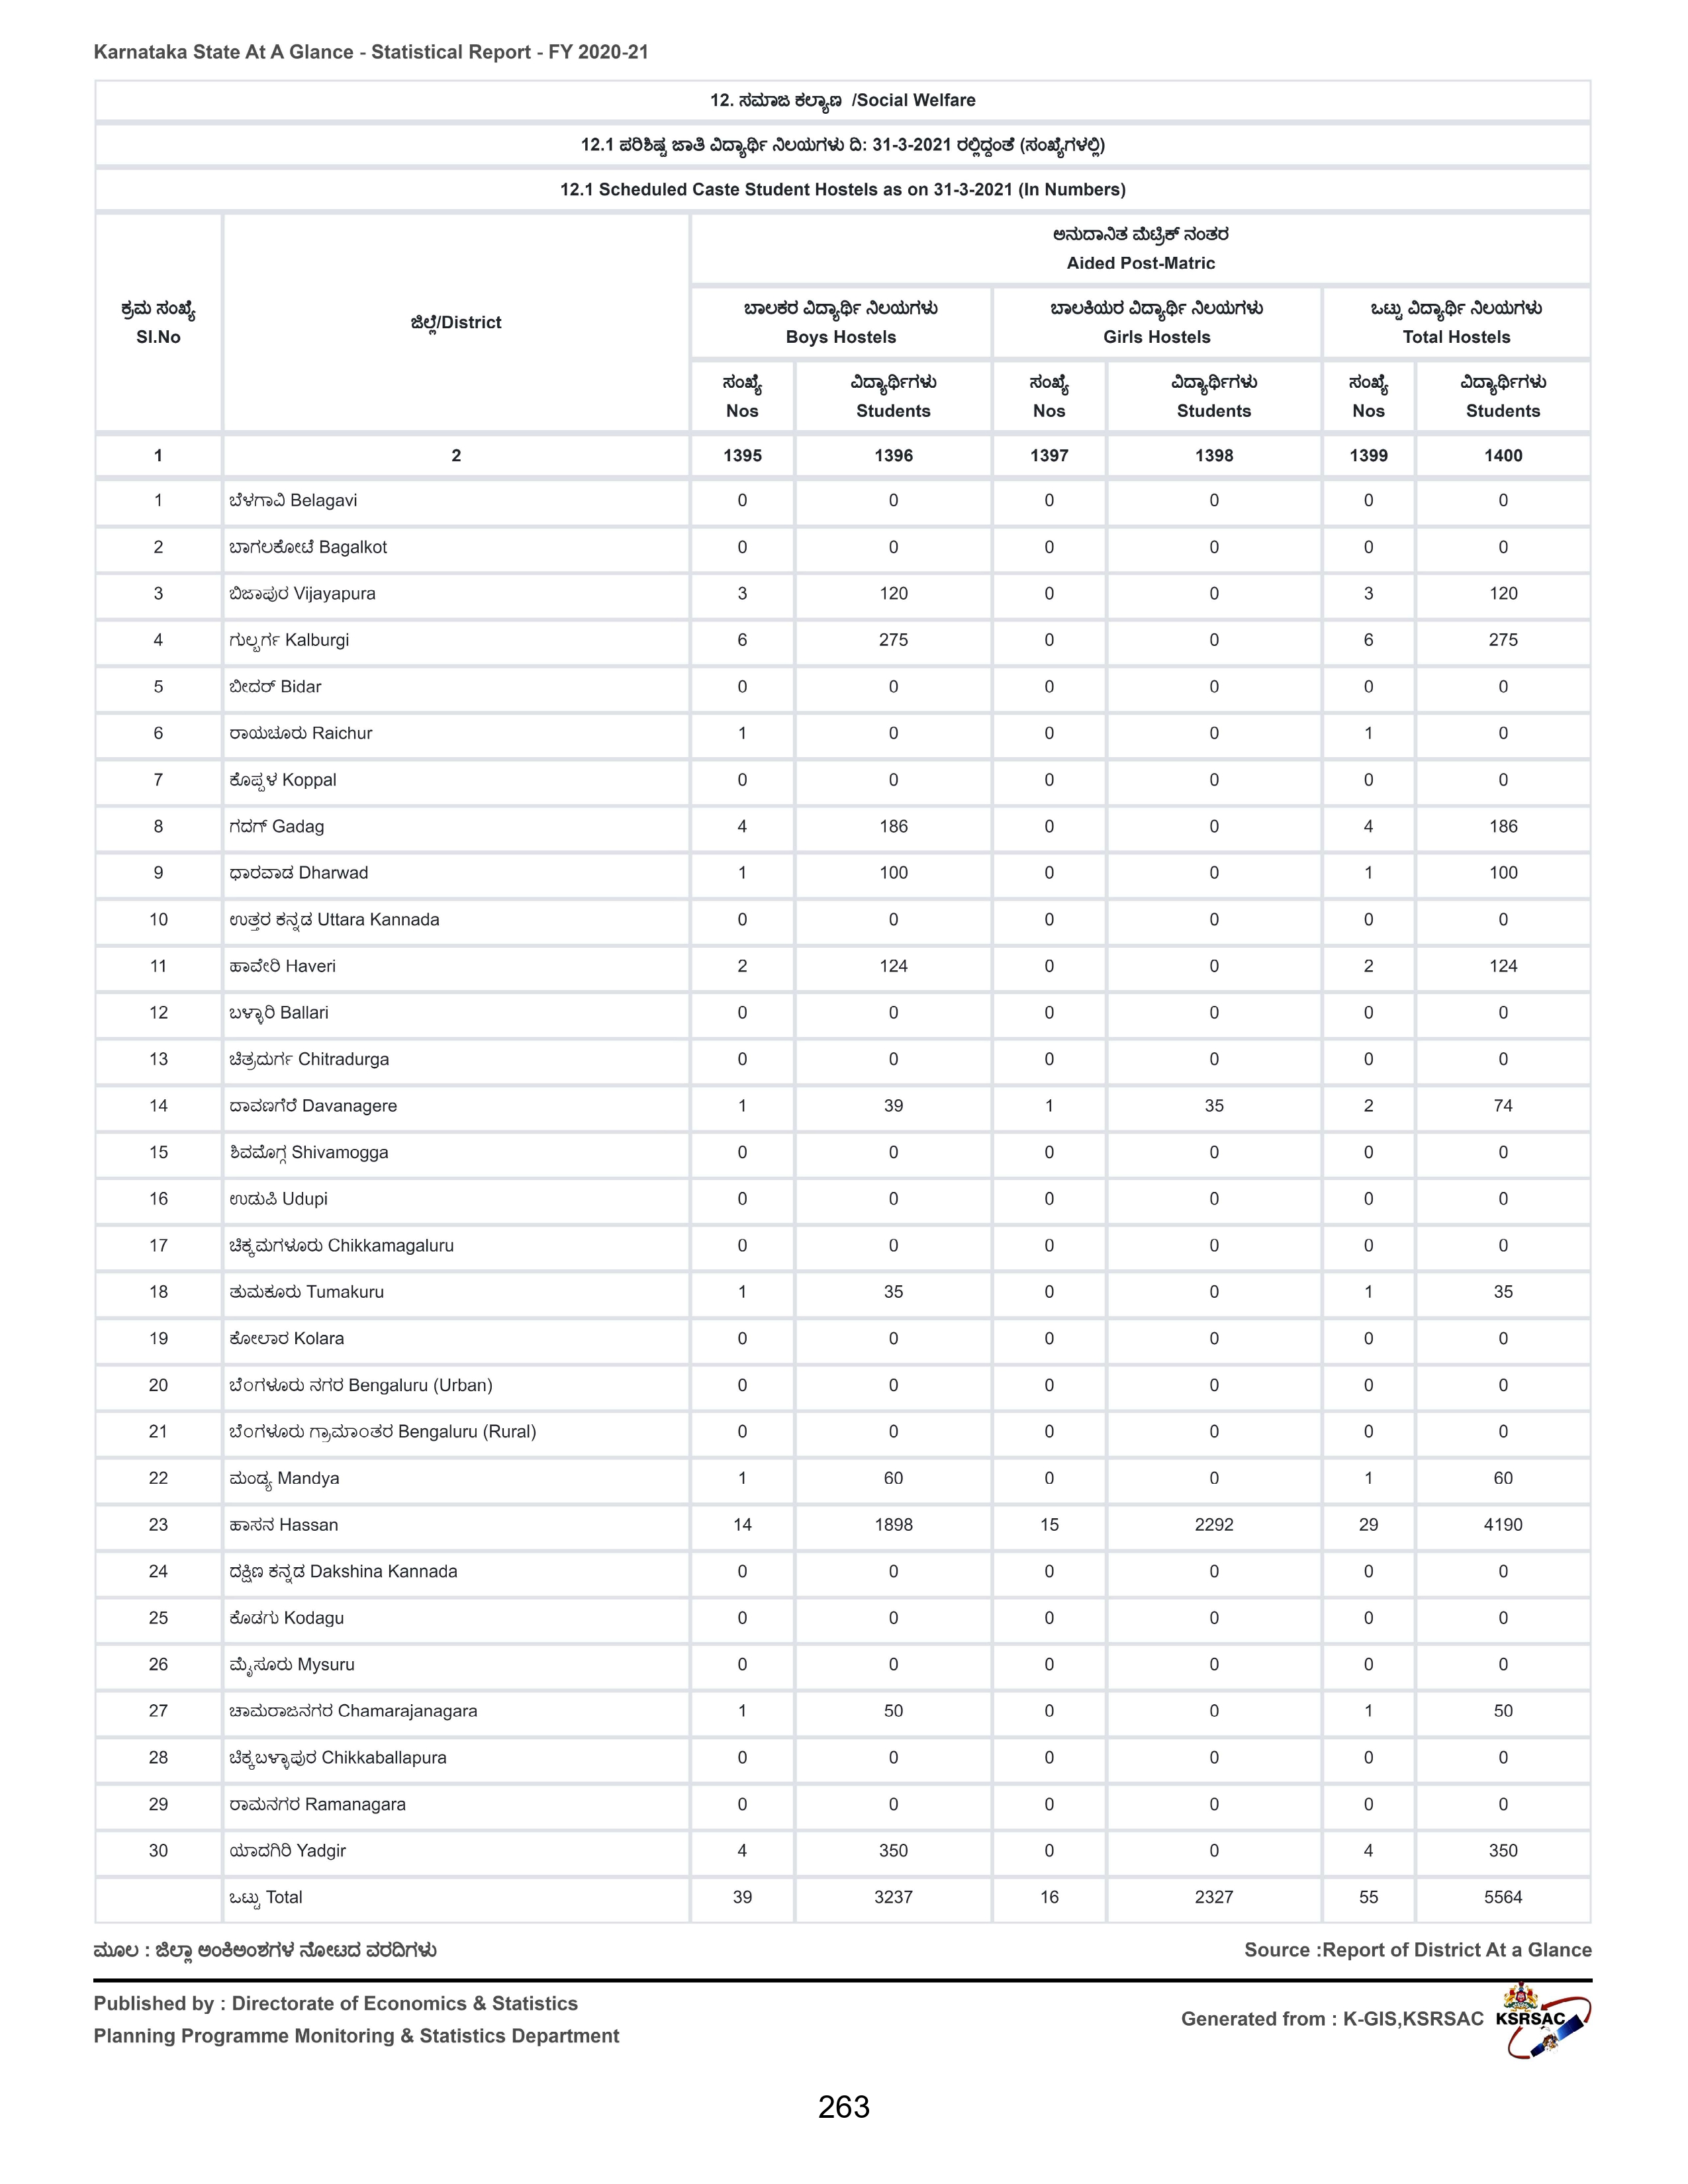 Karnataka State At A Glance - Statistical Report - FY 2020-21
12. ಸಮಾಜ ಕಲ್ಯಾಣ /Social Welfare
12.1 ಪರಿಶಿಷ್ಟ ಜಾತಿ ವಿದ್ಯಾರ್ಥಿ ನಿಲಯಗಳು ದಿ: 31-3-2021 ರಲ್ಲಿದ್ದಂತೆ (ಸಂಖ್ಯೆಗಳಲ್ಲಿ)
12.1 Scheduled Caste Student Hostels as on 31-3-2021 (In Numbers)
ಕ್ರಮ ಸಂಖ್ಯೆ
Sl.No
ಜಿಲ್ಲೆ/District
ಅನುದಾನಿತ ಮೆಟ್ರಿಕ್ ನಂತರ
Aided Post-Matric
ಬಾಲಕರ ವಿದ್ಯಾರ್ಥಿ ನಿಲಯಗಳು
Boys Hostels
ಬಾಲಕಿಯರ ವಿದ್ಯಾರ್ಥಿ ನಿಲಯಗಳು
Girls Hostels
ಒಟ್ಟು ವಿದ್ಯಾರ್ಥಿ ನಿಲಯಗಳು
Total Hostels
ಸಂಖ್ಯೆ ವಿದ್ಯಾರ್ಥಿಗಳು ಸಂಖ್ಯೆ ವಿದ್ಯಾರ್ಥಿಗಳು ಸಂಖ್ಯೆ ವಿದ್ಯಾರ್ಥಿಗಳು
Nos Students Nos Students Nos Students
1 2 1395 1396 1397 1398 1399 1400
1 ಬೆಳಗಾವಿ Belagavi 0 0 0 0 0 0
2 ಬಾಗಲಕೋಟೆ Bagalkot 0 0 0 0 0 0
3 ಬಿಜಾಪುರ Vijayapura 3 120 0 0 3 120
4 ಗುಲ್ಬರ್ಗ Kalburgi 6 275 0 0 6 275
5 ಬೀದರ್ Bidar 0 0 0 0 0 0
6 ರಾಯಚೂರು Raichur 1 0 0 0 1 0
7 ಕೊಪ್ಪಳ Koppal 0 0 0 0 0 0
8 ಗದಗ್ Gadag 4 186 0 0 4 186
9 ಧಾರವಾಡ Dharwad 1 100 0 0 1 100
10 ಉತ್ತರ ಕನ್ನಡ Uttara Kannada 0 0 0 0 0 0
11 ಹಾವೇರಿ Haveri 2 124 0 0 2 124
12 ಬಳ್ಳಾರಿ Ballari 0 0 0 0 0 0
13 ಚಿತ್ರದುರ್ಗ Chitradurga 0 0 0 0 0 0
14 ದಾವಣಗೆರೆ Davanagere 1 39 1 35 2 74
15 ಶಿವಮೊಗ್ಗ Shivamogga 0 0 0 0 0 0
16 ಉಡುಪಿ Udupi 0 0 0 0 0 0
17 ಚಿಕ್ಕಮಗಳೂರು Chikkamagaluru 0 0 0 0 0 0
18 ತುಮಕೂರು Tumakuru 1 35 0 0 1 35
19 ಕೋಲಾರ Kolara 0 0 0 0 0 0
20 ಬೆಂಗಳೂರು ನಗರ Bengaluru (Urban) 0 0 0 0 0 0
21 ಬೆಂಗಳೂರು ಗ್ರಾಮಾಂತರ Bengaluru (Rural) 0 0 0 0 0 0
22 ಮಂಡ್ಯ Mandya 1 60 0 0 1 60
23 ಹಾಸನ Hassan 14 1898 15 2292 29 4190
24 ದಕ್ಷಿಣ ಕನ್ನಡ Dakshina Kannada 0 0 0 0 0 0
25 ಕೊಡಗು Kodagu 0 0 0 0 0 0
26 ಮೈಸೂರು Mysuru 0 0 0 0 0 0
27 ಚಾಮರಾಜನಗರ Chamarajanagara 1 50 0 0 1 50
28 ಚಿಕ್ಕಬಳ್ಳಾಪುರ Chikkaballapura 0 0 0 0 0 0
29 ರಾಮನಗರ Ramanagara 0 0 0 0 0 0
30 ಯಾದಗಿರಿ Yadgir 4 350 0 0 4 350
ಒಟ್ಟು Total 39 3237 16 2327 55 5564
ಮೂಲ : ಜಿಲ್ಲಾ ಅಂಕಿಅಂಶಗಳ ನೋಟದ ವರದಿಗಳು Source :Report of District At a Glance
Published by : Directorate of Economics & Statistics
Planning Programme Monitoring & Statistics Department
Generated from : K-GIS,KSRSAC
KSRSAC
263